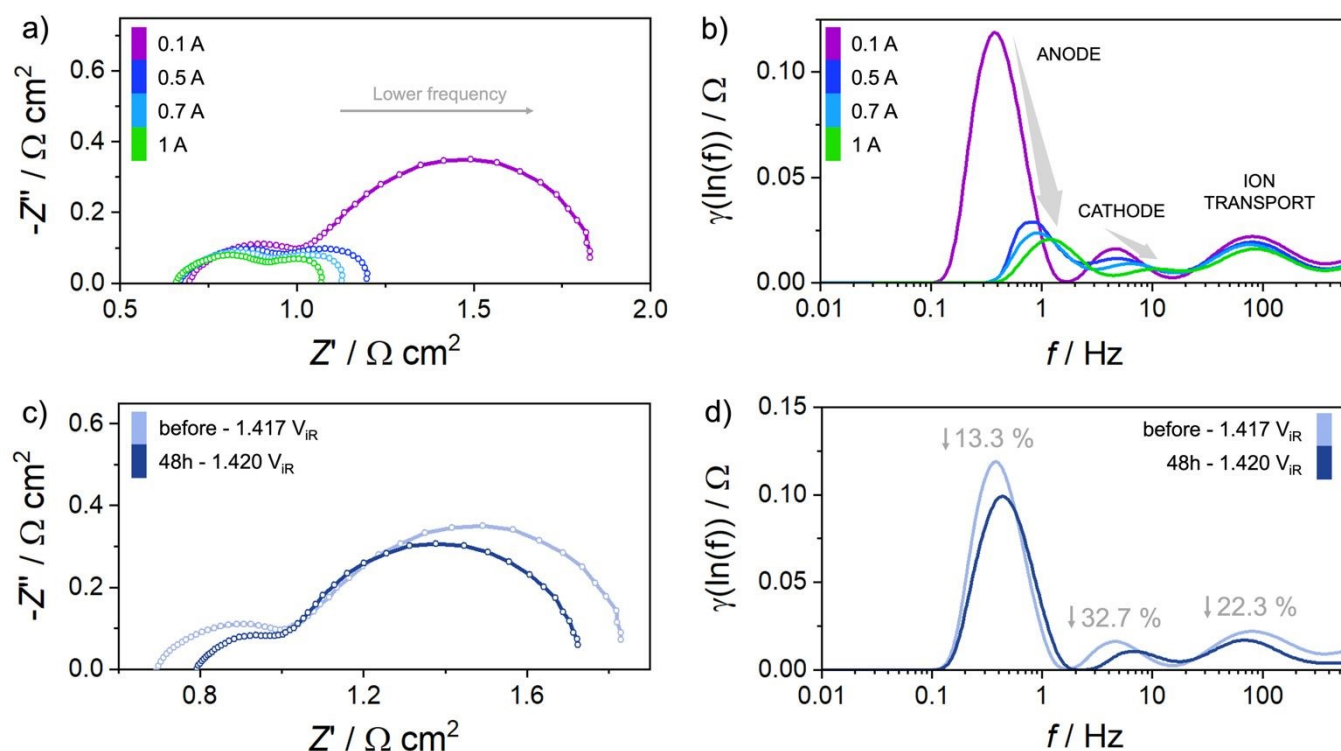 a)
0.1 A
0.5 A
0.7 A
1 A
Lower frequency
-Z'' / Ω cm²
0.6
0.4
0.2
0.0
0.5
1.0
1.5
2.0
Z' / Ω cm²
b)
0.1 A
0.5 A
0.7 A
1 A
ANODE
CATHODE
ION
TRANSPORT
γ(ln(f)) / Ω
0.10
0.05
0.00
0.01
0.1
1
10
100
f / Hz
c)
before - 1.417 V_iR
48h - 1.420 V_iR
-Z'' / Ω cm²
0.6
0.4
0.2
0.0
0.8
1.2
1.6
Z' / Ω cm²
d)
before - 1.417 V_iR
48h - 1.420 V_iR
↓13.3 %
↓32.7 %
↓22.3 %
γ(ln(f)) / Ω
0.15
0.10
0.05
0.00
0.01
0.1
1
10
100
f / Hz